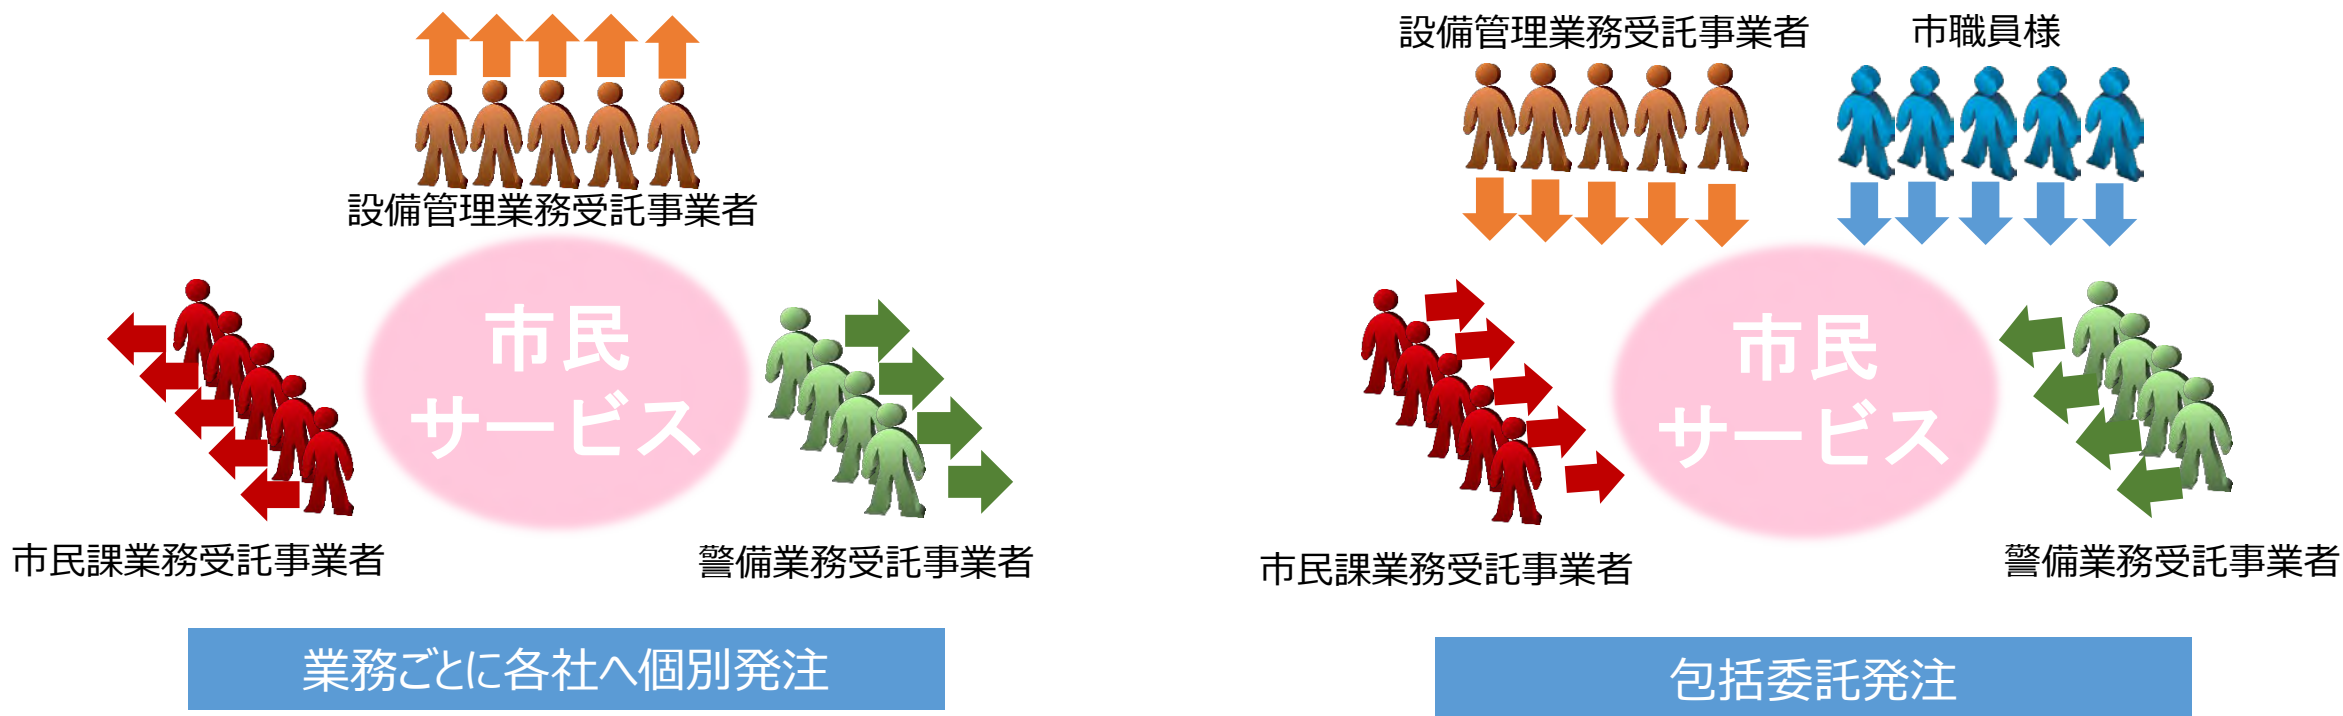 設備管理業務受託事業者
市民
サービス
市民課業務受託事業者
警備業務受託事業者
業務ごとに各社へ個別発注
設備管理業務受託事業者
市職員様
市民
サービス
市民課業務受託事業者
警備業務受託事業者
包括委託発注